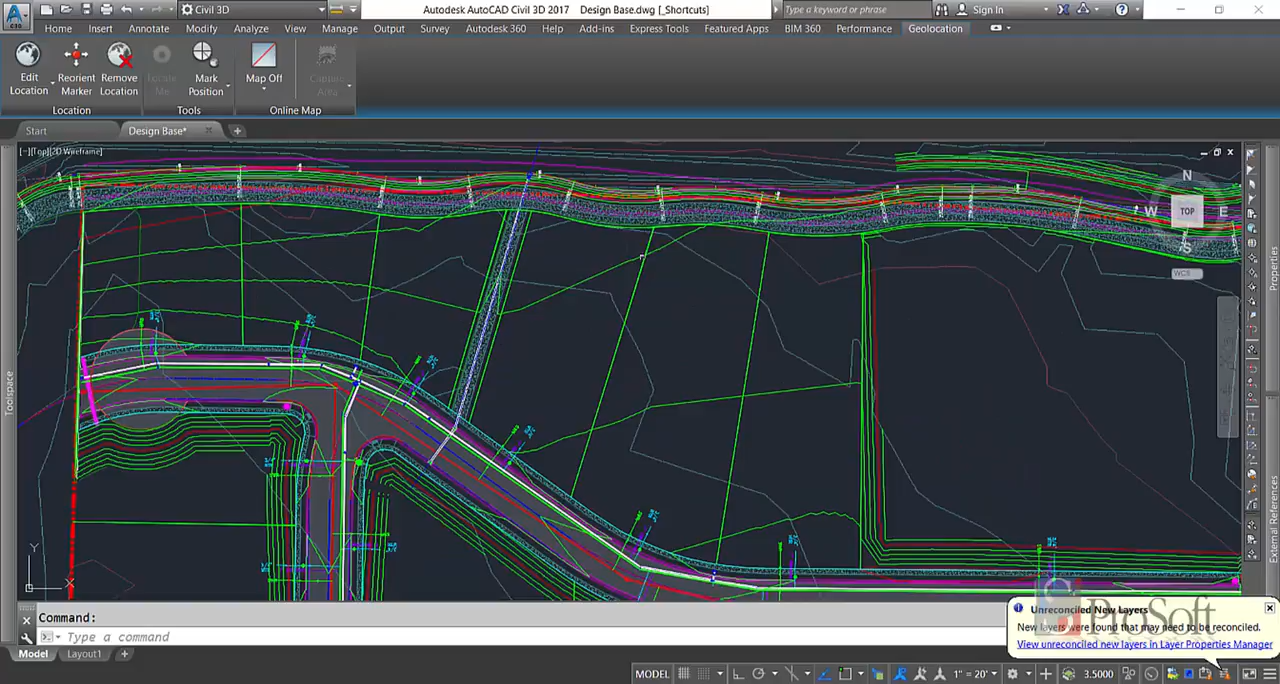 Civil 3D
Autodesk AutoCAD Civil 3D 2017 Design Base.dwg [_Shortcuts]
Type a keyword or phrase
Sign In
Home Insert Annotate Modify Analyze View Manage Output Survey Autodesk 360 Help Add-ins Express Tools Featured Apps BIM 360 Performance Geolocation
Edit Location
Reorient Marker
Remove Location
Locate Me
Mark Position
Map Off
Capture Area
Location
Tools
Online Map
Start
Design Base*
[−][Top][2D Wireframe]
N
W TOP E
S
WCS
Properties
Toolspace
External References
Y
X
Command:
Type a command
Unreconciled New Layers
New layers were found that may need to be reconciled.
View unreconciled new layers in Layer Properties Manager
ProSoft
Model Layout1
MODEL
1" = 20'
3.5000